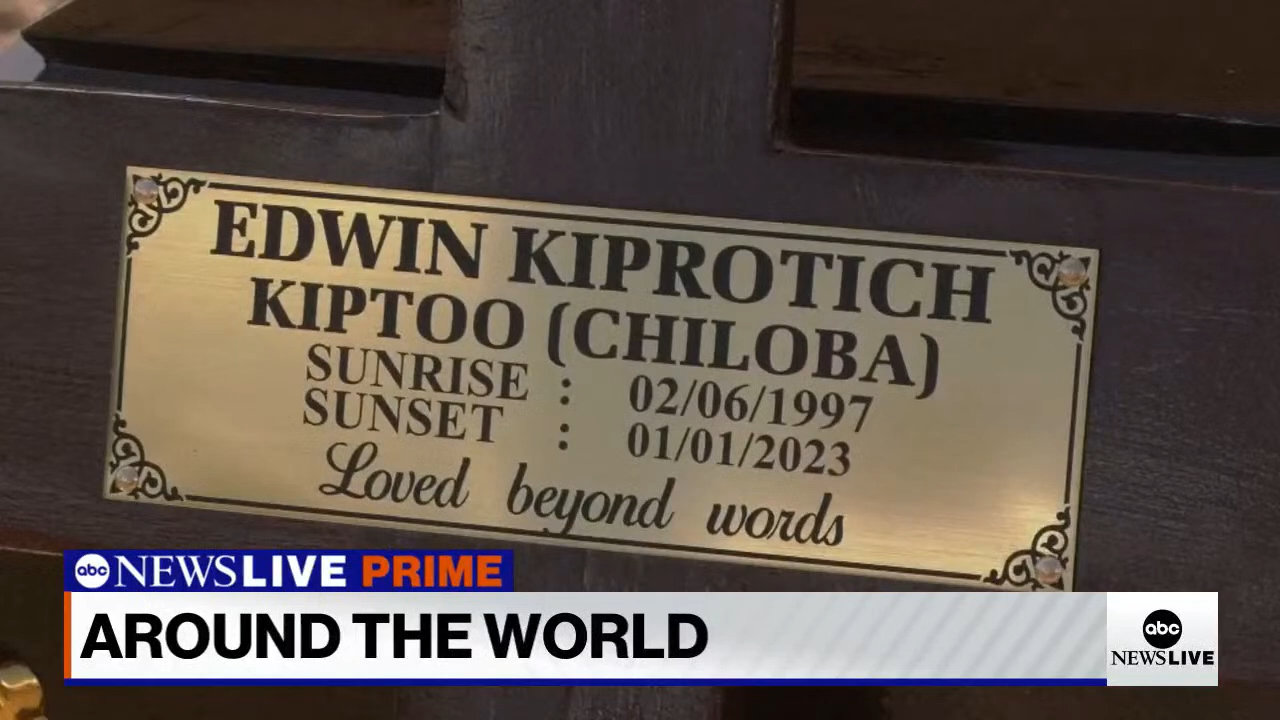 EDWIN KIPROTICH
KIPTOO (CHILOBA)
SUNRISE : 02/06/1997
SUNSET : 01/01/2023
Loved beyond words
abc NEWS LIVE PRIME
AROUND THE WORLD
abc
NEWS LIVE